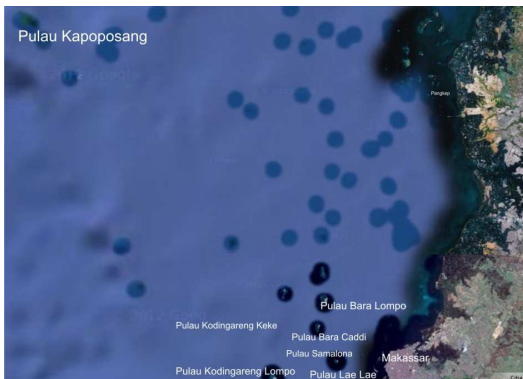 Pulau Kapoposang
Pangkep
Pulau Bara Lompo
Pulau Kodingareng Keke
Pulau Bara Caddi
Pulau Samalona
Makassar
Pulau Kodingareng Lompo
Pulau Lae Lae